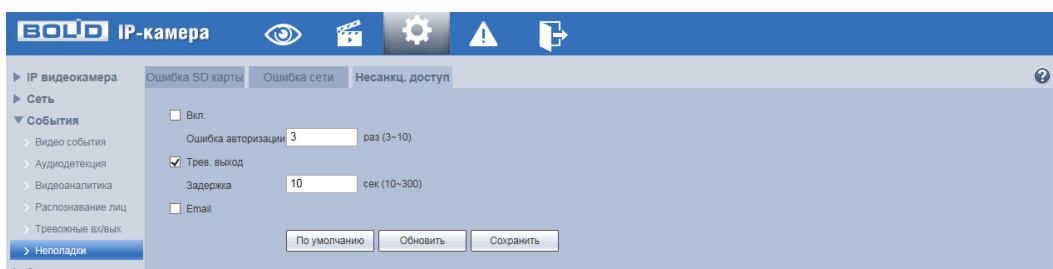 BOLID IP-камера
IP видеокамера
Сеть
События
Видео события
Аудиодетекция
Видеоаналитика
Распознавание лиц
Тревожные вх/вых
Неполадки
Ошибка SD карты Ошибка сети Несанкц. доступ ?
Вкл.
Ошибка авторизации 3 раз (3~10)
Трев. выход
Задержка 10 сек (10~300)
Email
По умолчанию Обновить Сохранить